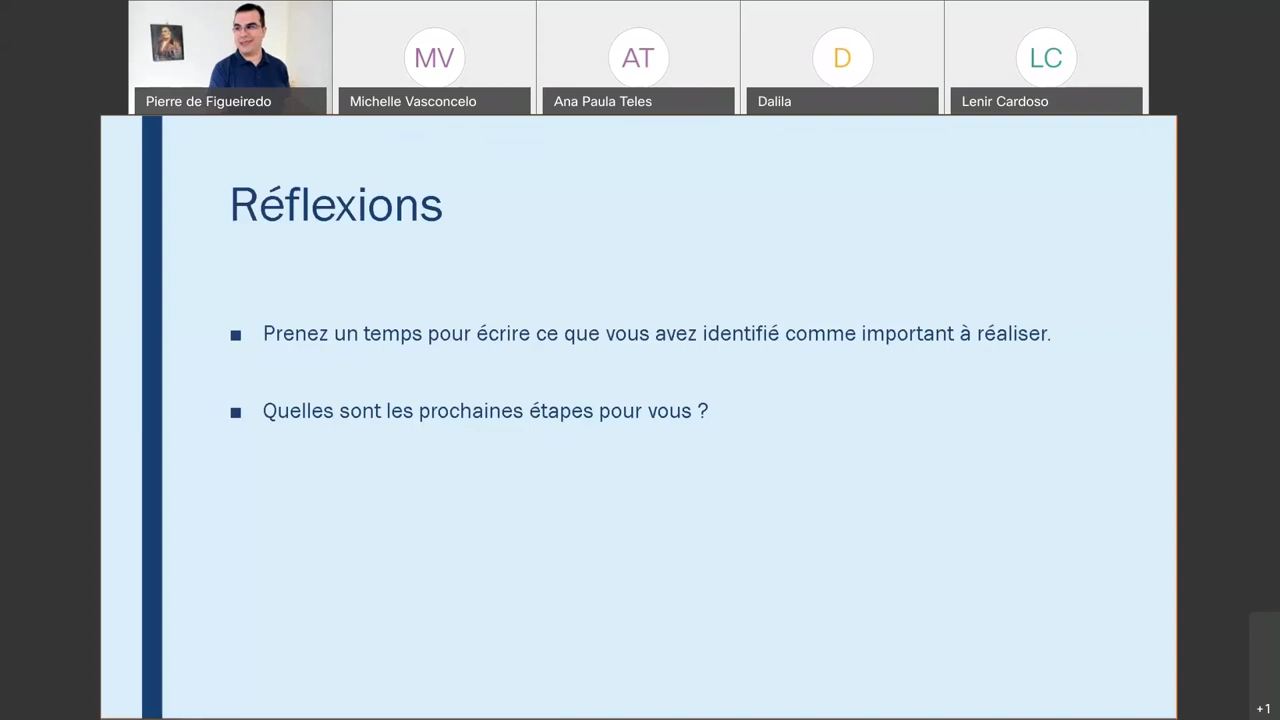 MV
AT
D
LC
Pierre de Figueiredo
Michelle Vasconcelo
Ana Paula Teles
Dalila
Lenir Cardoso
Réflexions
■ Prenez un temps pour écrire ce que vous avez identifié comme important à réaliser.
■ Quelles sont les prochaines étapes pour vous ?
+1